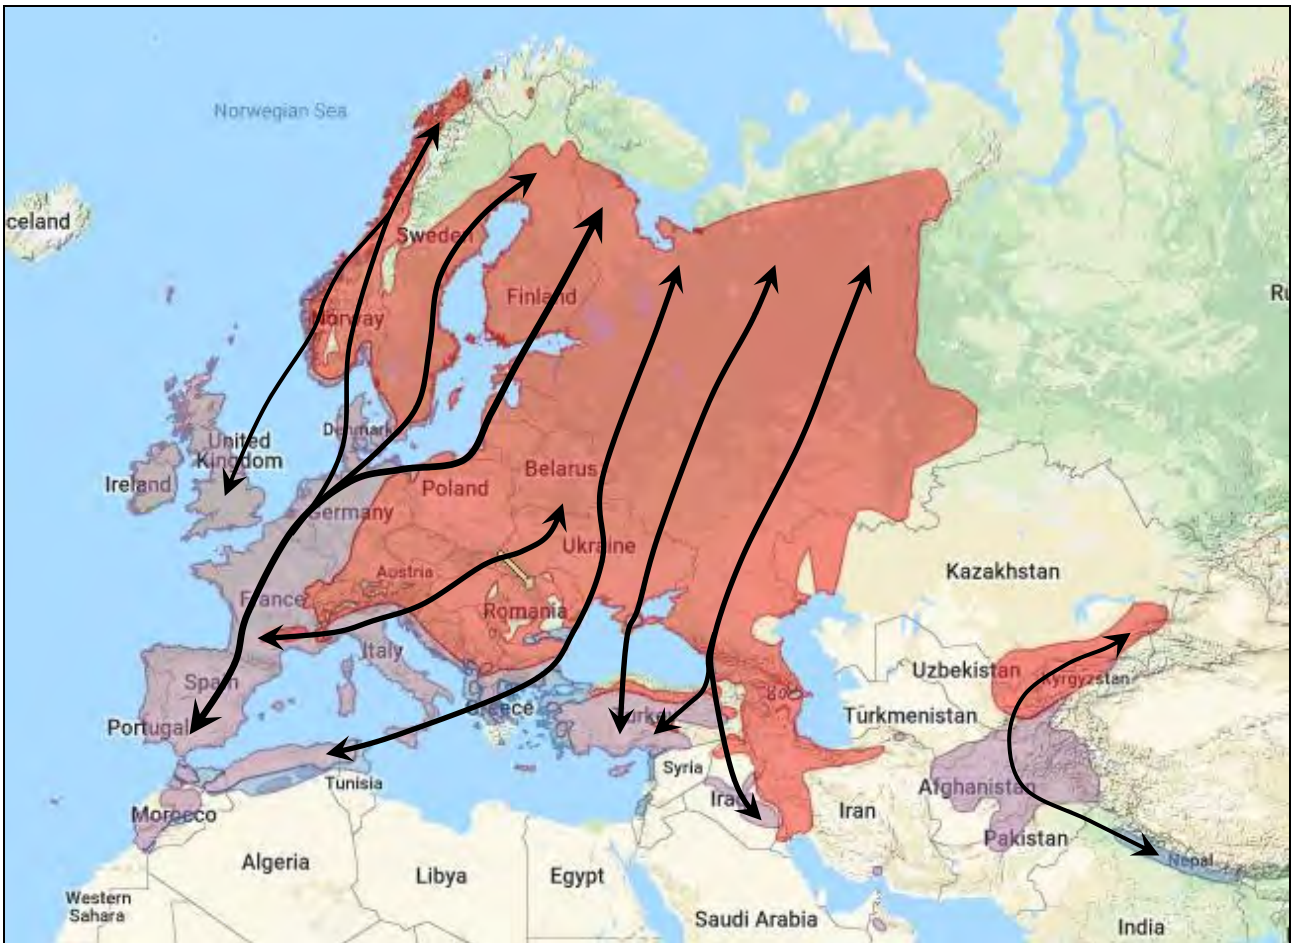 Norwegian Sea
celand
Sweden
Finland
Ru
Norway
Denmark
United
Kingdom
Ireland
Belarus
Poland
Germany
Ukraine
Austria
Kazakhstan
France
Romania
Italy
Uzbekistan
Kyrgyzstan
Spain
Greece
Turkmenistan
Portugal
Syria
Tunisia
Afghanistan
Iraq
Iran
Morocco
Pakistan
Algeria
Libya
Egypt
Nepal
Western
Sahara
Saudi Arabia
India